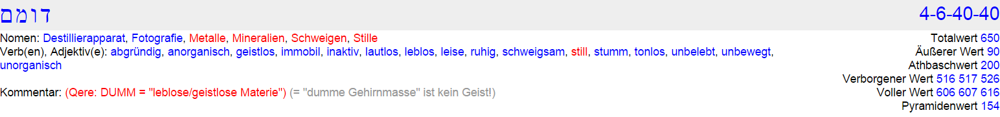 דומם 4-6-40-40
Nomen: Destillierapparat, Fotografie, Metalle, Mineralien, Schweigen, Stille Totalwert 650
Verb(en), Adjektiv(e): abgründig, anorganisch, geistlos, immobil, inaktiv, lautlos, leblos, leise, ruhig, schweigsam, still, stumm, tonlos, unbelebt, unbewegt, Äußerer Wert 90
unorganisch Athbaschwert 200
Verborgener Wert 516 517 526
Kommentar: (Qere: DUMM = "leblose/geistlose Materie") (= "dumme Gehirnmasse" ist kein Geist!) Voller Wert 606 607 616
Pyramidenwert 154